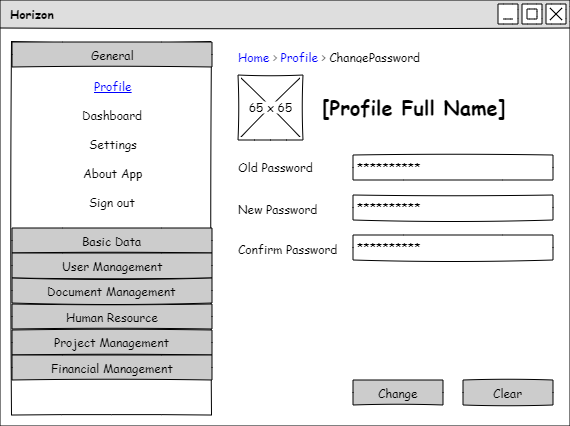 Horizon
General
Profile
Dashboard
Settings
About App
Sign out
Basic Data
User Management
Document Management
Human Resource
Project Management
Financial Management
Home > Profile > ChangePassword
65 x 65
[Profile Full Name]
Old Password **********
New Password **********
Confirm Password **********
Change Clear